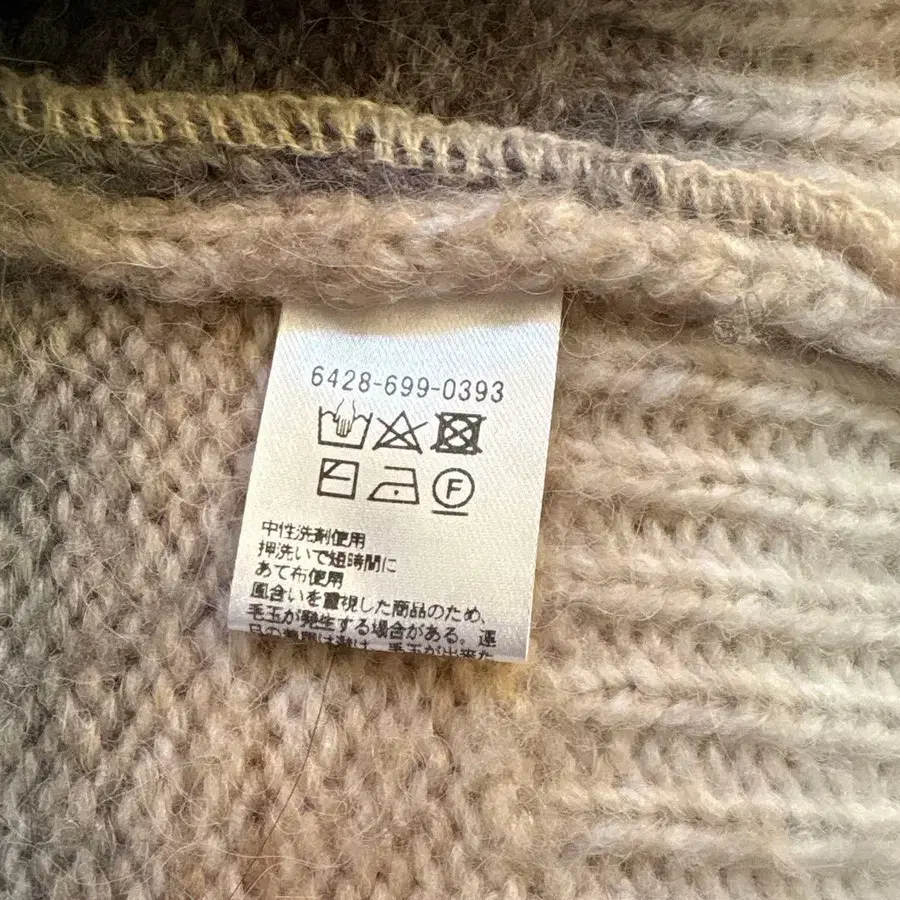 6428-699-0393
F
中性洗剤使用
押洗いで短時間に
あて布使用
風合いを重視した商品のため、
毛玉が発生する場合がある。運